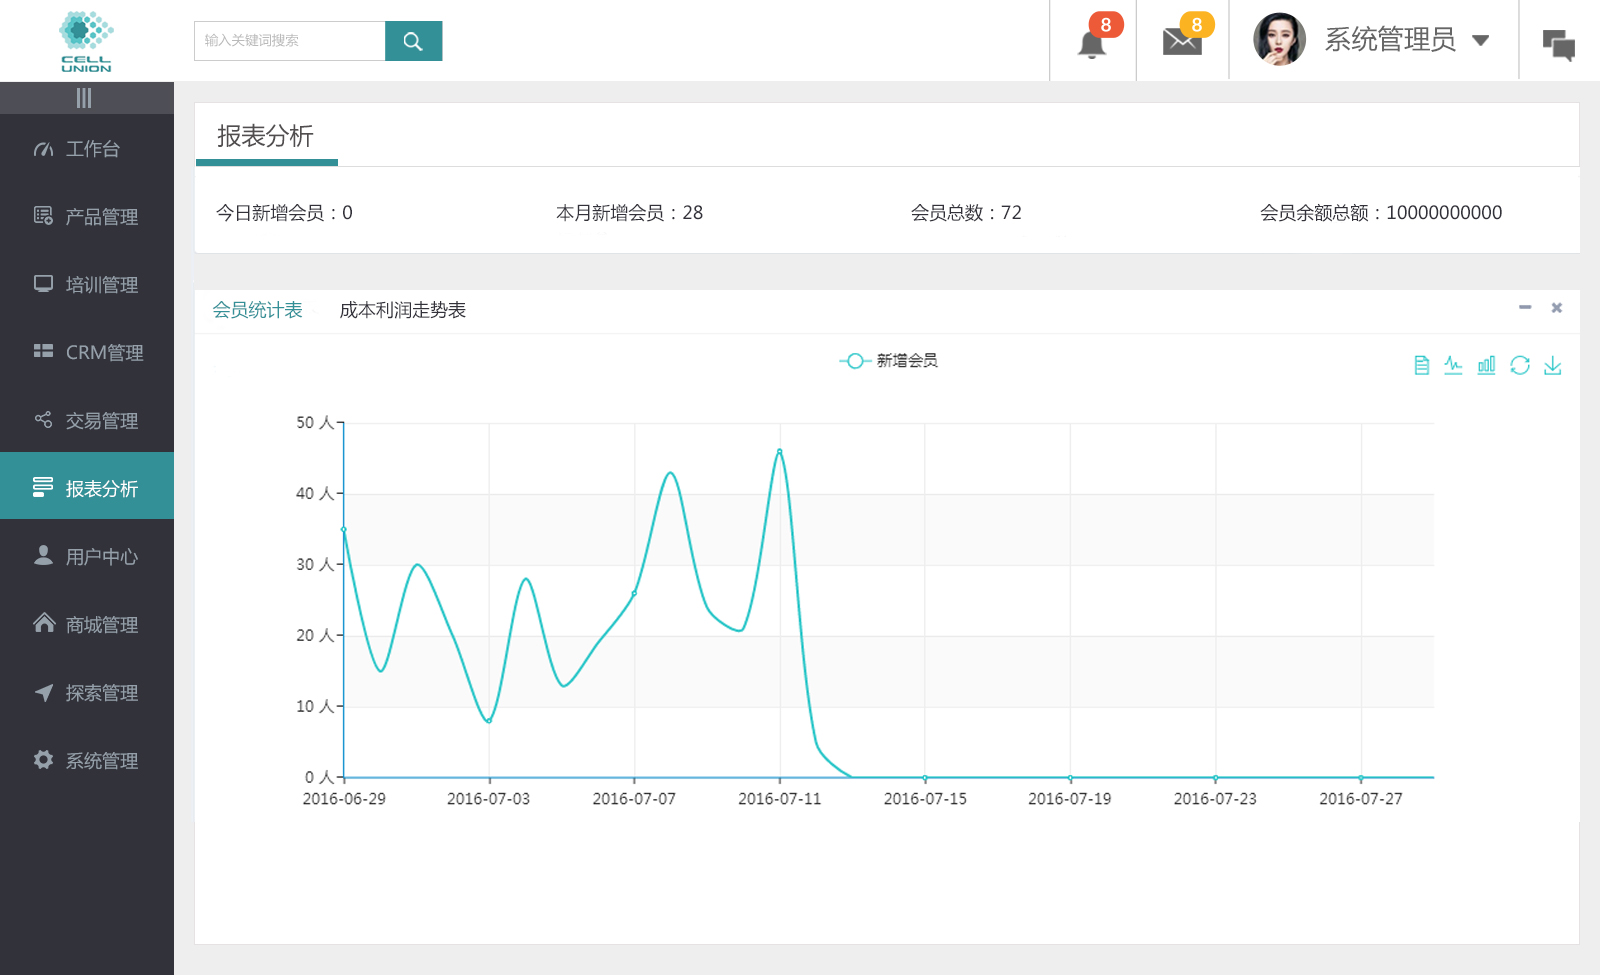 CELL
UNION
输入关键词搜索
8
8
系统管理员
工作台
产品管理
培训管理
CRM管理
交易管理
报表分析
用户中心
商城管理
探索管理
系统管理
报表分析
今日新增会员：0
本月新增会员：28
会员总数：72
会员余额总额：10000000000
会员统计表
成本利润走势表
新增会员
50 人
40 人
30 人
20 人
10 人
0 人
2016-06-29
2016-07-03
2016-07-07
2016-07-11
2016-07-15
2016-07-19
2016-07-23
2016-07-27